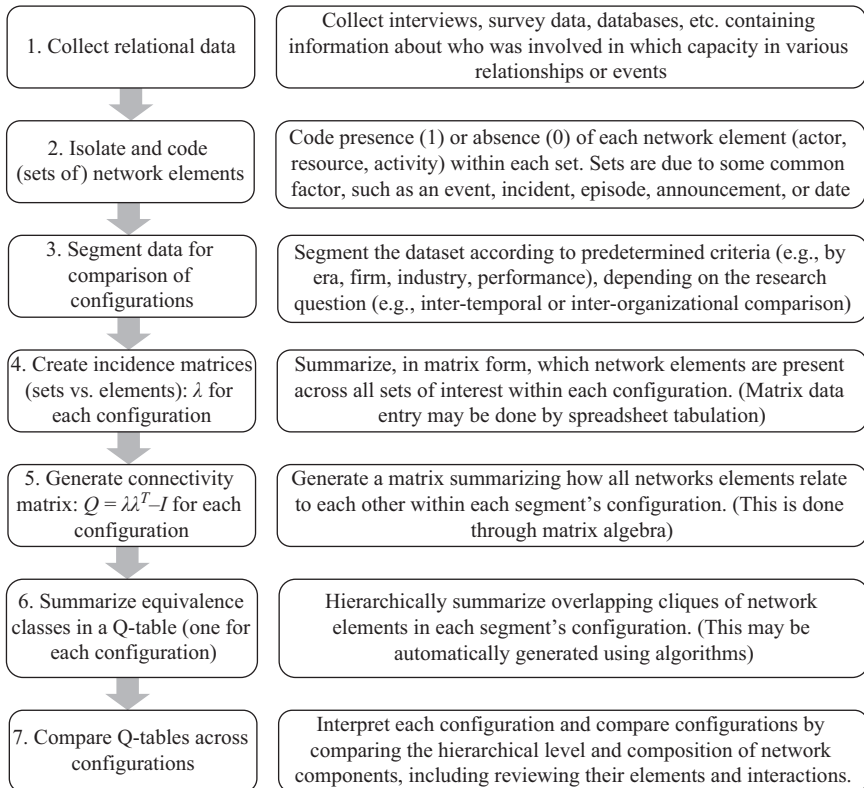 1. Collect relational data
Collect interviews, survey data, databases, etc. containing
information about who was involved in which capacity in various
relationships or events
2. Isolate and code
(sets of) network elements
Code presence (1) or absence (0) of each network element (actor,
resource, activity) within each set. Sets are due to some common
factor, such as an event, incident, episode, announcement, or date
3. Segment data for
comparison of
configurations
Segment the dataset according to predetermined criteria (e.g., by
era, firm, industry, performance), depending on the research
question (e.g., inter-temporal or inter-organizational comparison)
4. Create incidence matrices
(sets vs. elements): λ for
each configuration
Summarize, in matrix form, which network elements are present
across all sets of interest within each configuration. (Matrix data
entry may be done by spreadsheet tabulation)
5. Generate connectivity
matrix: Q = λλᵀ–I for each
configuration
Generate a matrix summarizing how all networks elements relate
to each other within each segment's configuration. (This is done
through matrix algebra)
6. Summarize equivalence
classes in a Q-table (one for
each configuration)
Hierarchically summarize overlapping cliques of network
elements in each segment's configuration. (This may be
automatically generated using algorithms)
7. Compare Q-tables across
configurations
Interpret each configuration and compare configurations by
comparing the hierarchical level and composition of network
components, including reviewing their elements and interactions.